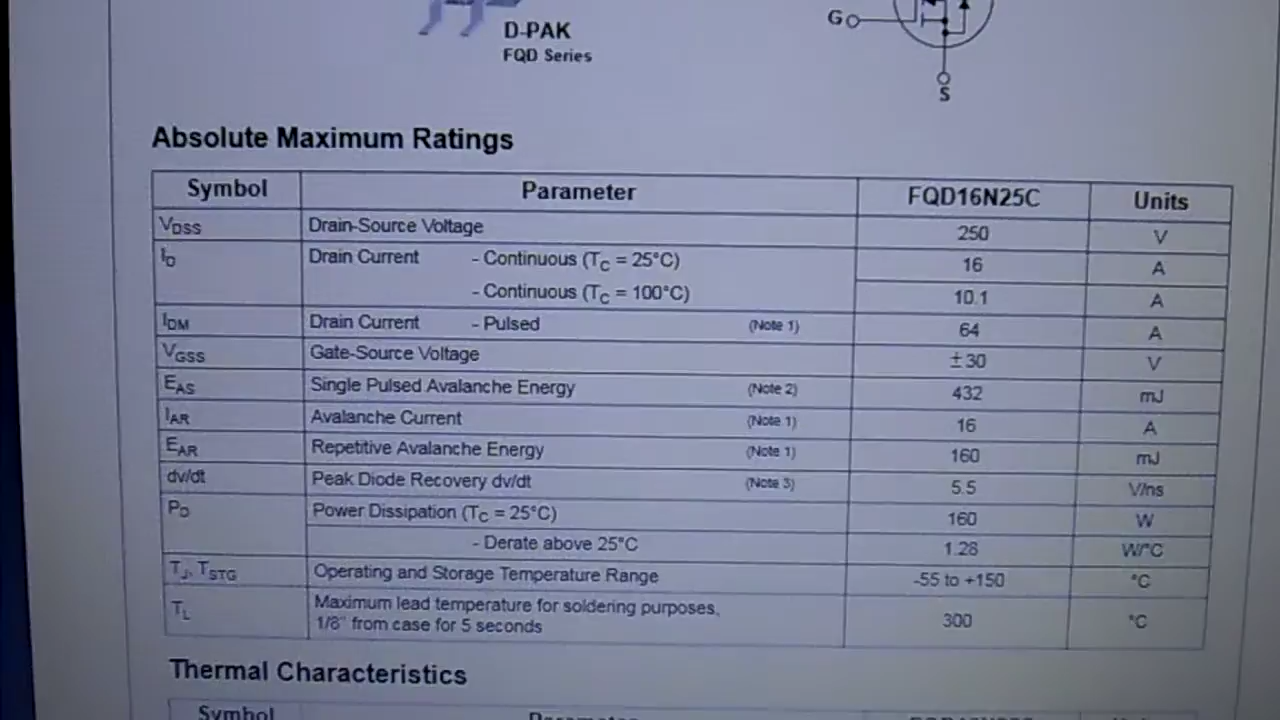 D-PAK
FQD Series
G
S
Absolute Maximum Ratings
Symbol Parameter FQD16N25C Units
VDSS Drain-Source Voltage 250 V
ID Drain Current - Continuous (TC = 25°C) 16 A
- Continuous (TC = 100°C) 10.1 A
IDM Drain Current - Pulsed (Note 1) 64 A
VGSS Gate-Source Voltage ±30 V
EAS Single Pulsed Avalanche Energy (Note 2) 432 mJ
IAR Avalanche Current (Note 1) 16 A
EAR Repetitive Avalanche Energy (Note 1) 160 mJ
dv/dt Peak Diode Recovery dv/dt (Note 3) 5.5 V/ns
PD Power Dissipation (TC = 25°C) 160 W
- Derate above 25°C 1.28 W/°C
TJ, TSTG Operating and Storage Temperature Range -55 to +150 °C
TL Maximum lead temperature for soldering purposes,
1/8" from case for 5 seconds 300 °C
Thermal Characteristics
Symbol Parameter